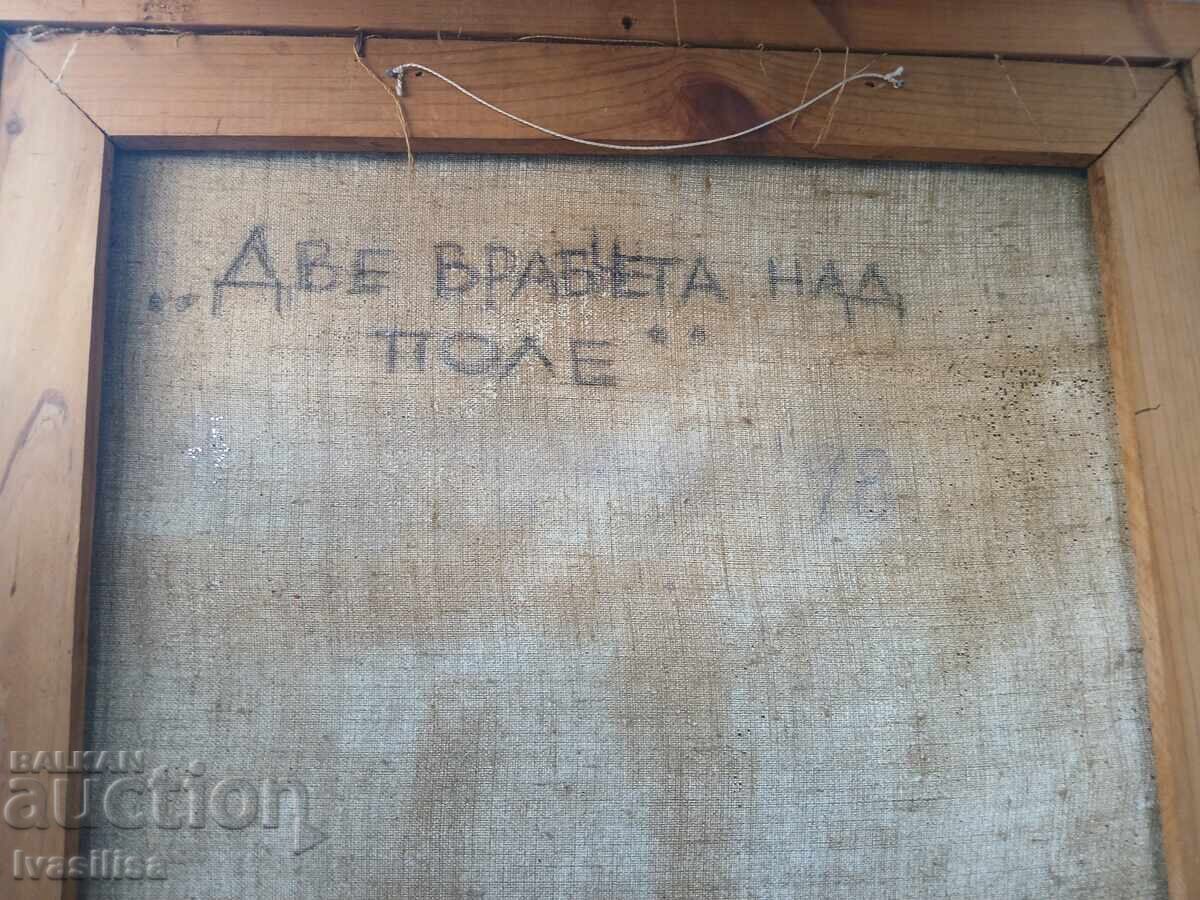 „ДВЕ ВРАБЧЕТА НАД
ПОЛЕ"
78
BALKAN
auction
Ivasilisa